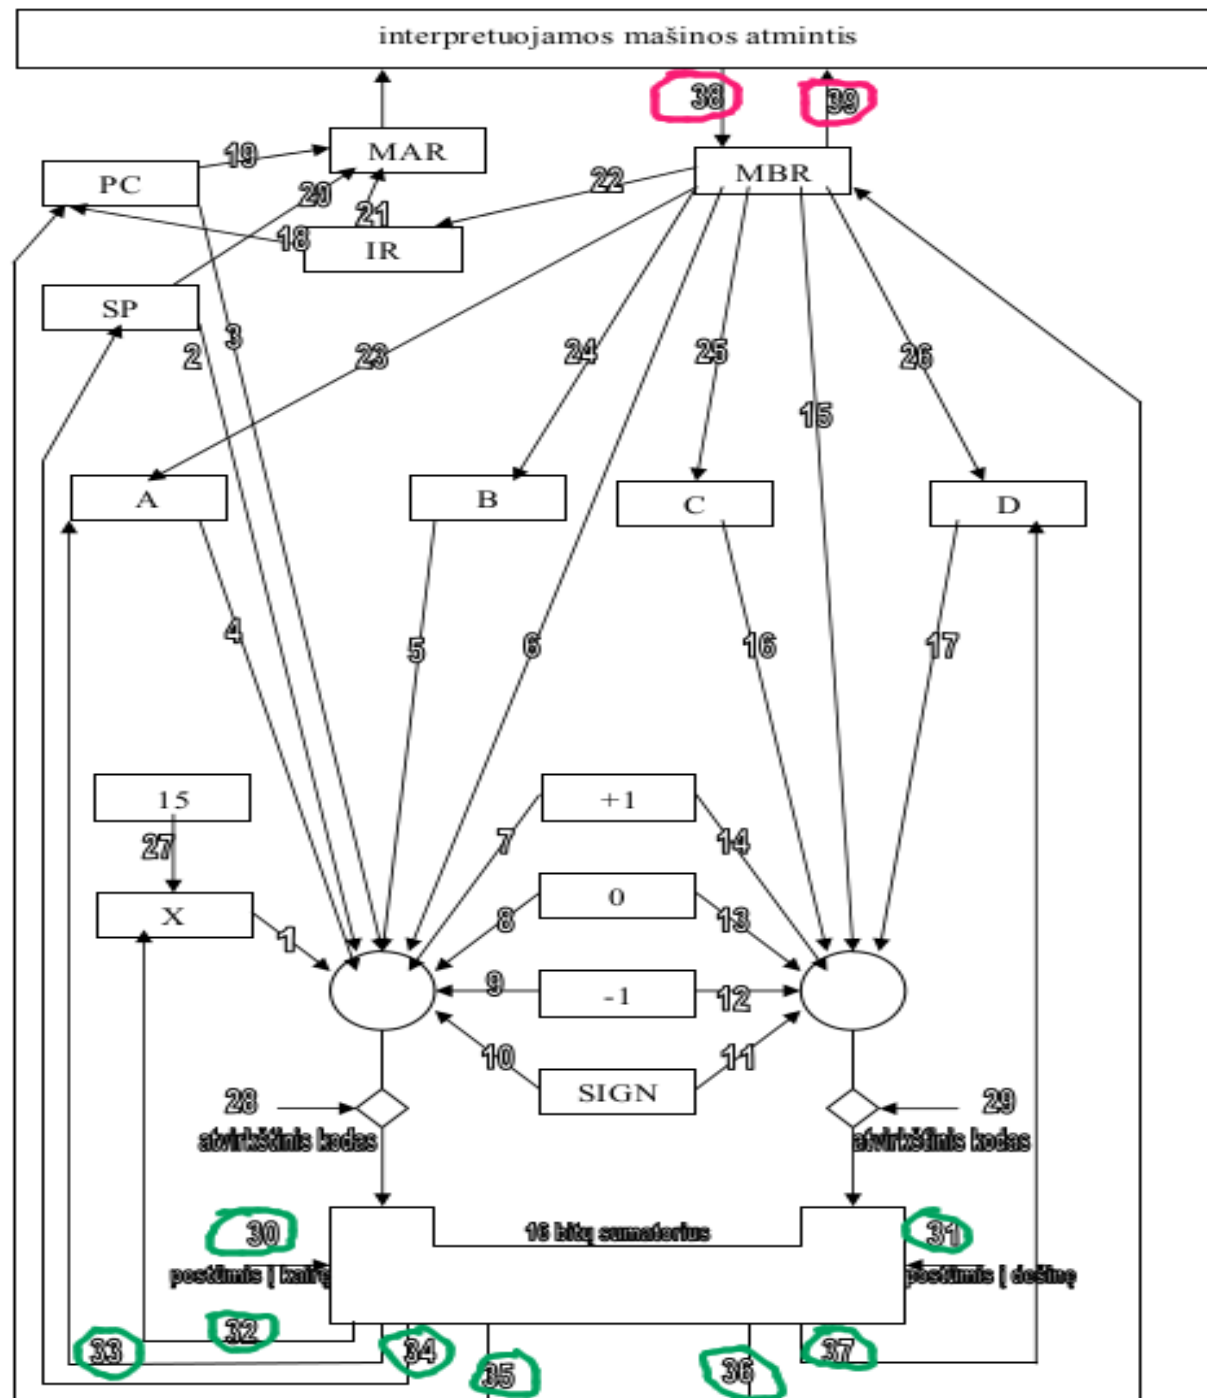 interpretuojamos mašinos atmintis
38 39
MAR
19
PC
MBR
20
22
21
18
IR
SP
3
2
23
24
25
26
15
A
B
C
D
4
5
6
16
17
15
+1
27
7
14
X
0
1
8
13
9
-1
12
10
11
SIGN
28
29
atvirkštinis kodas
atvirkštinis kodas
30
16 bitų sumatorius
31
postūmis į kairę
postūmis į dešinę
32
33
34
35
36
37